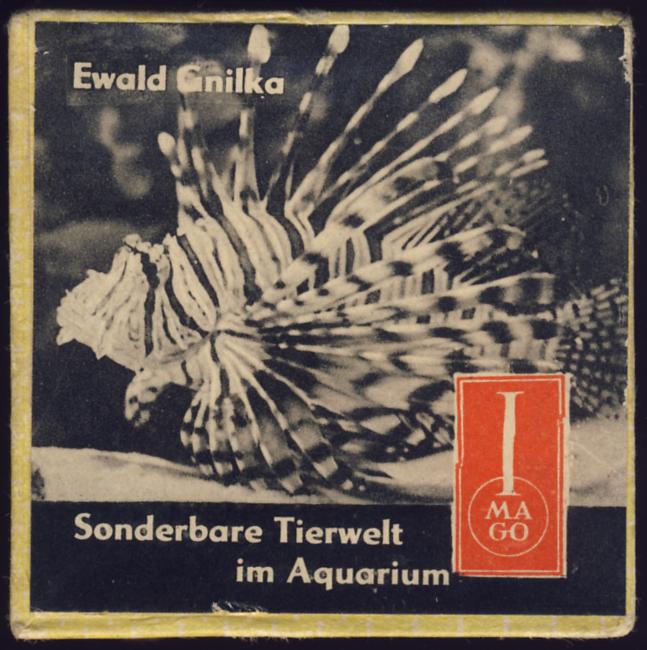 Ewald Gnilka
I
MA
GO
Sonderbare Tierwelt
im Aquarium